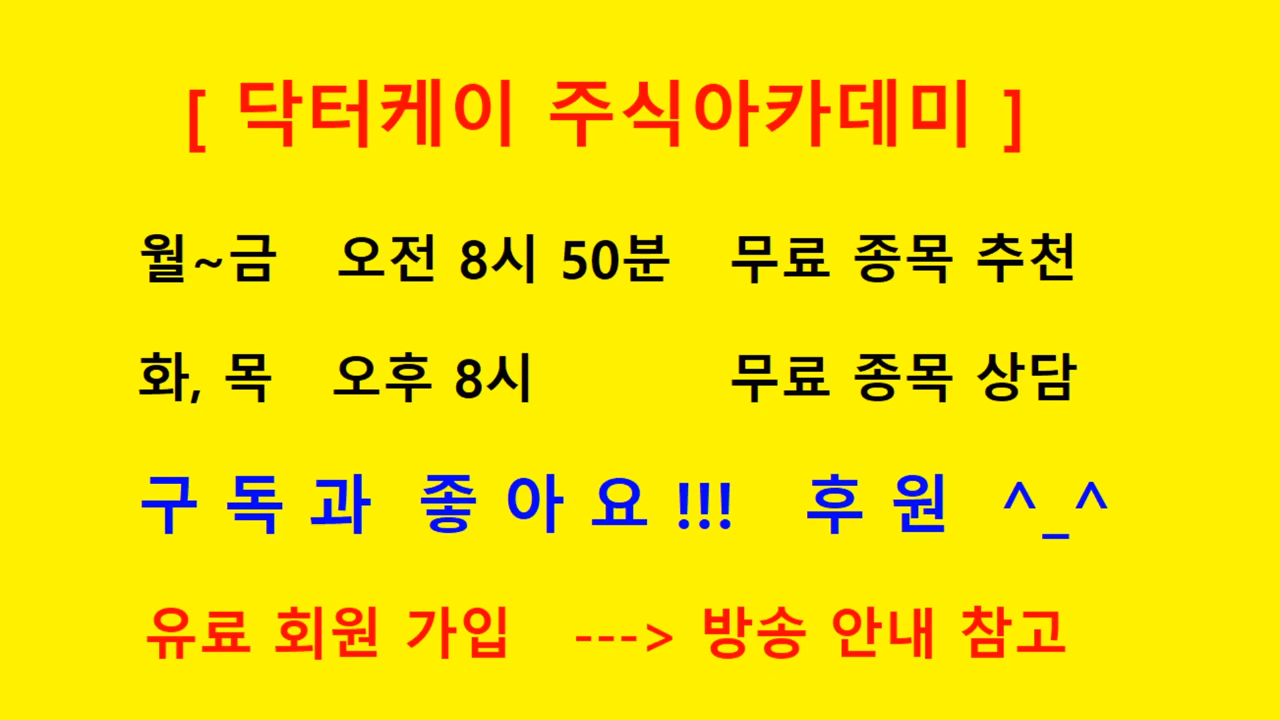 [ 닥터케이 주식아카데미 ]
월~금 오전 8시 50분 무료 종목 추천
화, 목 오후 8시 무료 종목 상담
구 독 과 좋 아 요 !!! 후 원 ^_^
유료 회원 가입 ---> 방송 안내 참고